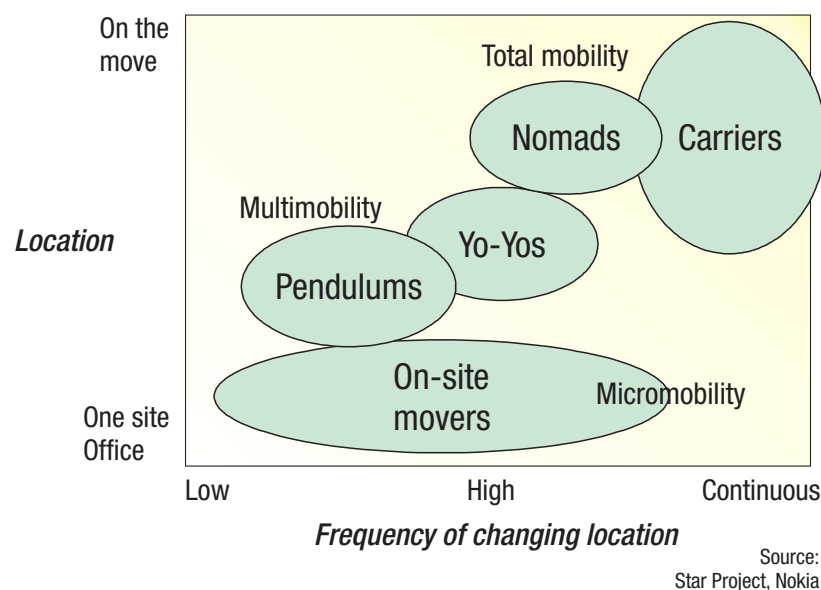 On the
move
Total mobility
Nomads
Carriers
Multimobility
Location
Yo-Yos
Pendulums
On-site
movers
Micromobility
One site
Office
Low
High
Continuous
Frequency of changing location
Source:
Star Project, Nokia